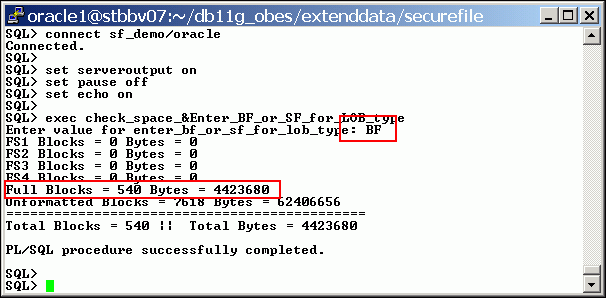 oracle1@stbbv07:~/db11g_obes/extenddata/securefile
SQL> connect sf_demo/oracle
Connected.
SQL>
SQL> set serveroutput on
SQL> set pause off
SQL> set echo on
SQL>
SQL> exec check_space_&Enter_BF_or_SF_for_LOB_type
Enter value for enter_bf_or_sf_for_lob_type: BF
FS1 Blocks = 0 Bytes = 0
FS2 Blocks = 0 Bytes = 0
FS3 Blocks = 0 Bytes = 0
FS4 Blocks = 0 Bytes = 0
Full Blocks = 540 Bytes = 4423680
Unformatted Blocks = 7618 Bytes = 62406656
=============================================
Total Blocks = 540 || Total Bytes = 4423680
PL/SQL procedure successfully completed.
SQL>
SQL>